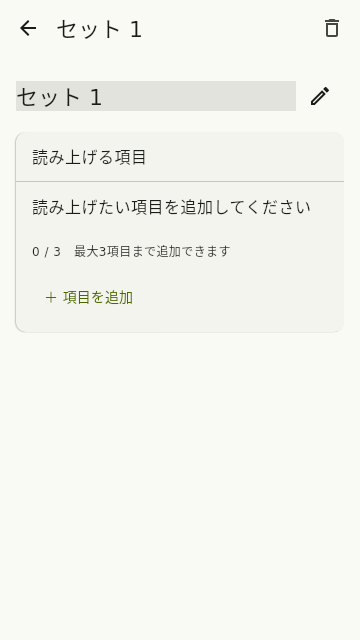 セット 1
セット 1
読み上げる項目
読み上げたい項目を追加してください
0 / 3 最大3項目まで追加できます
＋ 項目を追加